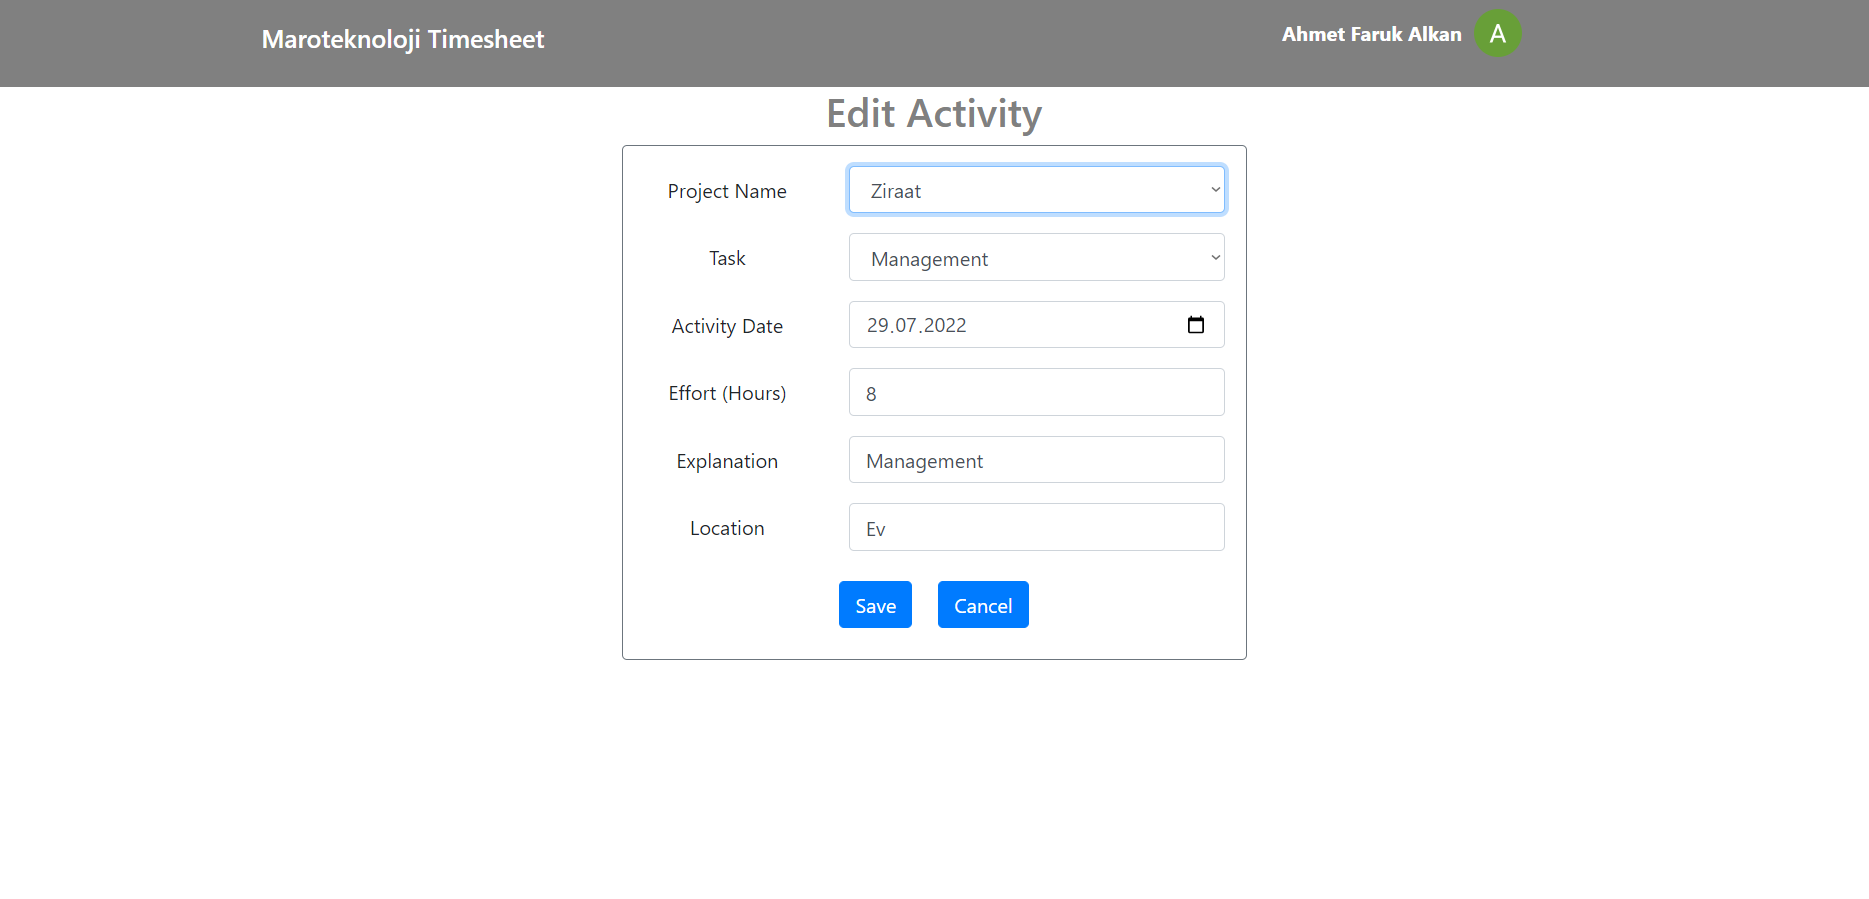 Maroteknoloji Timesheet
Ahmet Faruk Alkan A
Edit Activity
Project Name Ziraat
Task Management
Activity Date 29.07.2022
Effort (Hours) 8
Explanation Management
Location Ev
Save Cancel